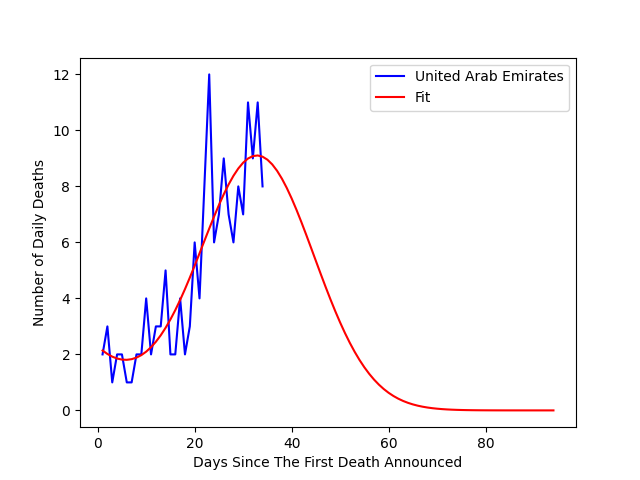 United Arab Emirates
Fit
12
10
8
6
4
2
0
Number of Daily Deaths
0 20 40 60 80
Days Since The First Death Announced